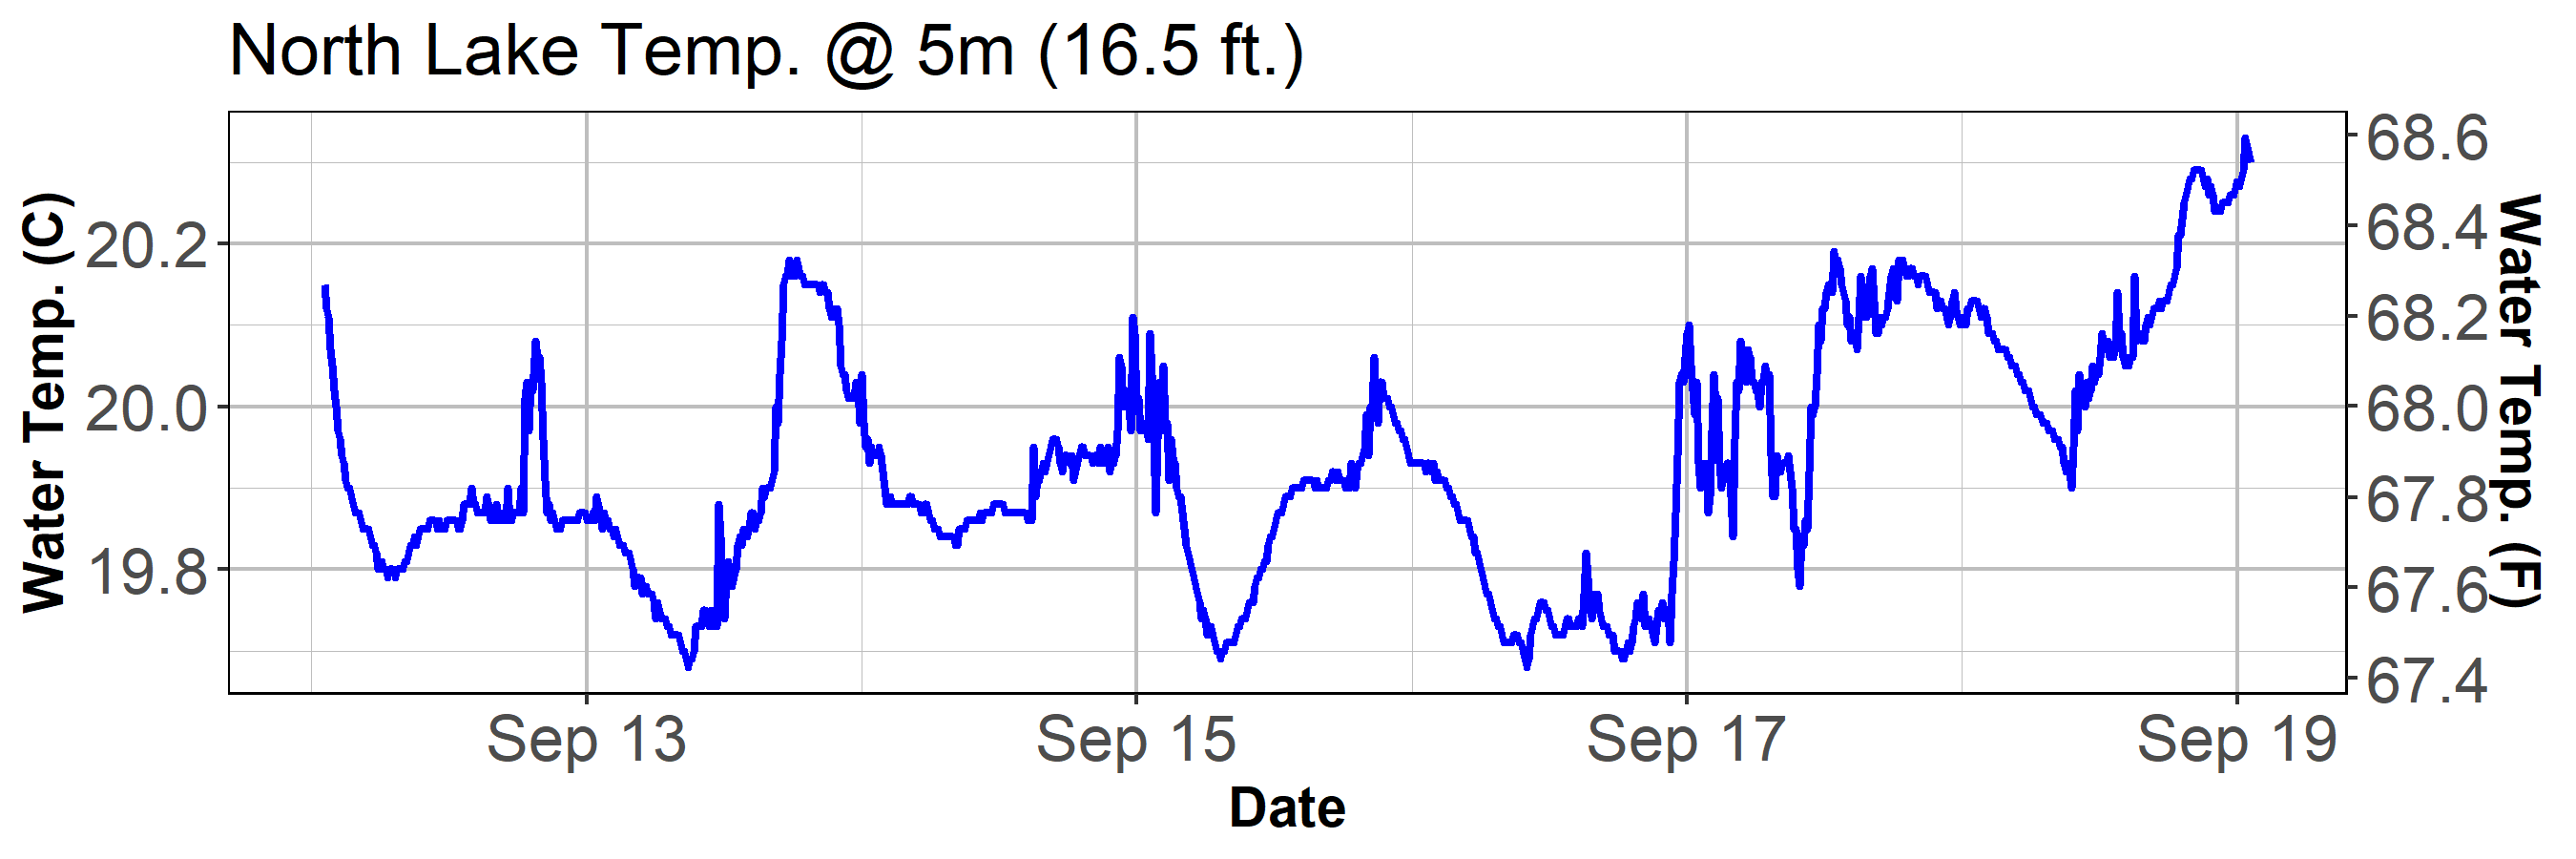 North Lake Temp. @ 5m (16.5 ft.)
Water Temp. (C)
20.2
20.0
19.8
68.6
68.4
68.2
68.0
67.8
67.6
67.4
Water Temp. (F)
Sep 13
Sep 15
Sep 17
Sep 19
Date